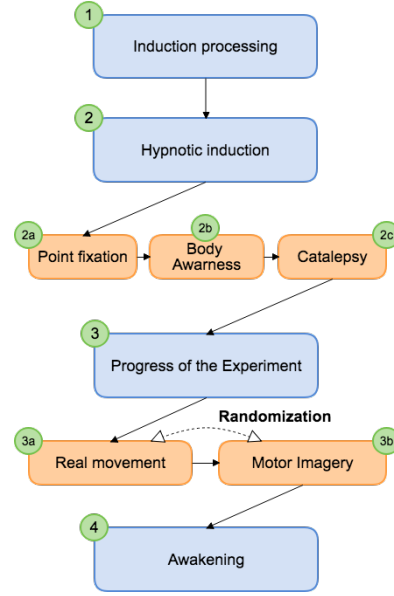 1
Induction processing
2
Hypnotic induction
2a
2b
2c
Point fixation
Body
Awarness
Catalepsy
3
Progress of the Experiment
Randomization
3a
3b
Real movement
Motor Imagery
4
Awakening